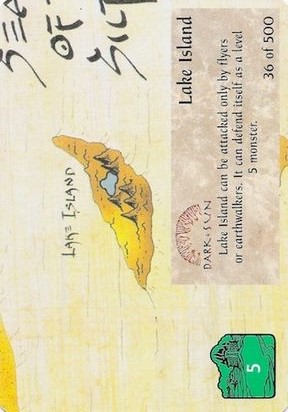 SEA
OF
SILT
LAKE ISLAND
Lake Island
DARK SUN
Lake Island can be attacked only by flyers
or earthwalkers. It can defend itself as a level
5 monster.
36 of 500
5